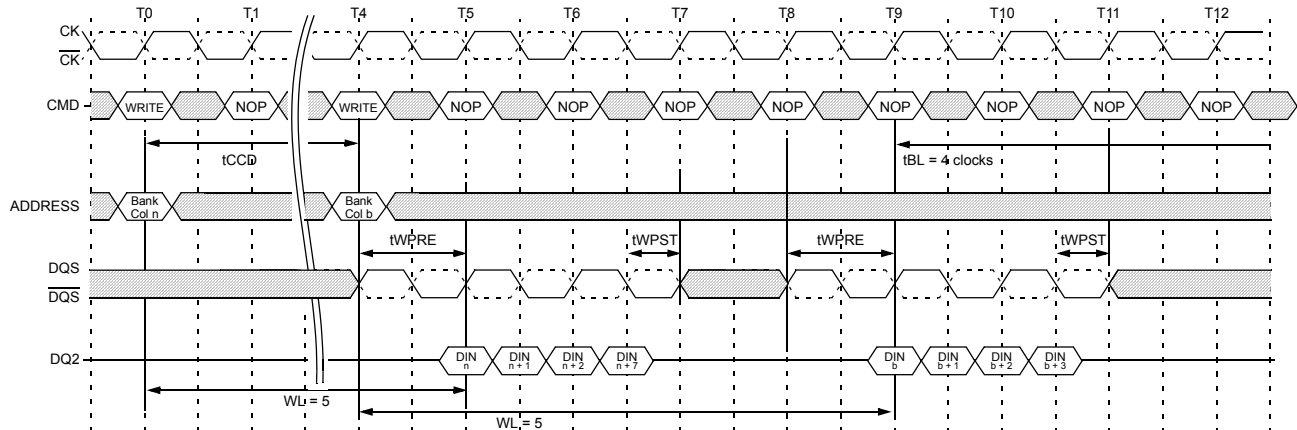 T0 T1 T4 T5 T6 T7 T8 T9 T10 T11 T12
CK
CK
CMD WRITE NOP WRITE NOP NOP NOP NOP NOP NOP NOP NOP
tCCD
tBL = 4 clocks
ADDRESS
Bank
Col n
Bank
Col b
tWPRE tWPST tWPRE tWPST
DQS
DQS
DQ2
DIN
n
DIN
n + 1
DIN
n + 2
DIN
n + 7
DIN
b
DIN
b + 1
DIN
b + 2
DIN
b + 3
WL = 5
WL = 5